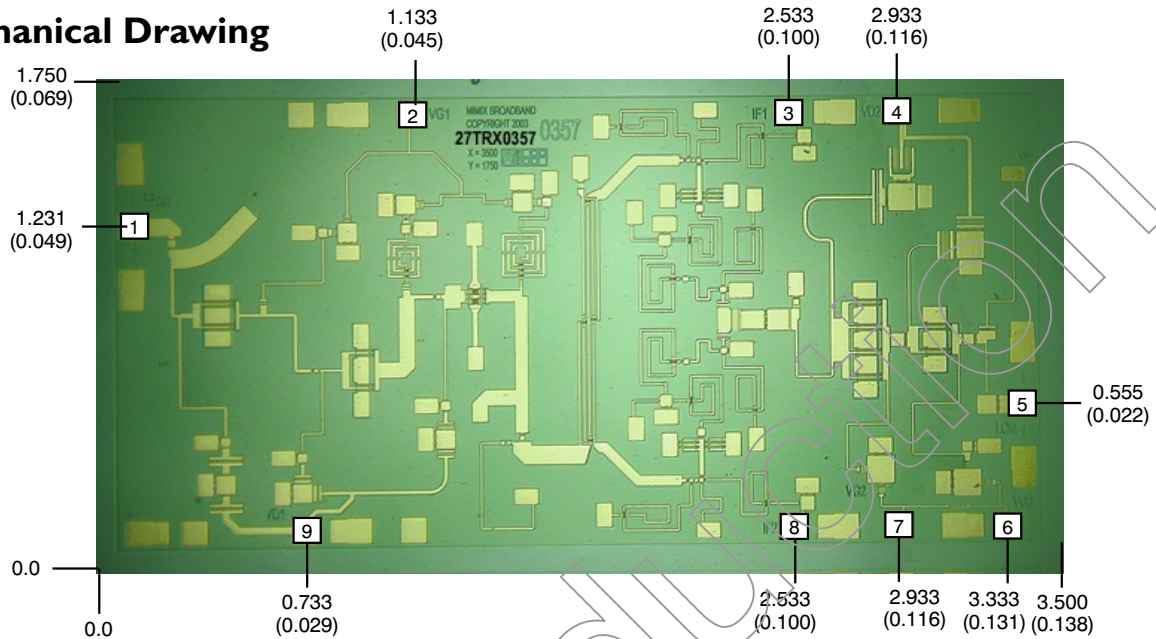 hanical Drawing
1.133
(0.045)
2.533
(0.100)
2.933
(0.116)
1.750
(0.069)
2
VG1
MIMIX BROADBAND
COPYRIGHT 2003
27TRX0357
0357
X = 3500
Y = 1750
IF1
3
VD2
4
1.231
(0.049)
1
5
0.555
(0.022)
VG2
VD1
9
IF2
8
7
6
0.0
0.0
0.733
(0.029)
2.533
(0.100)
2.933
(0.116)
3.333
(0.131)
3.500
(0.138)